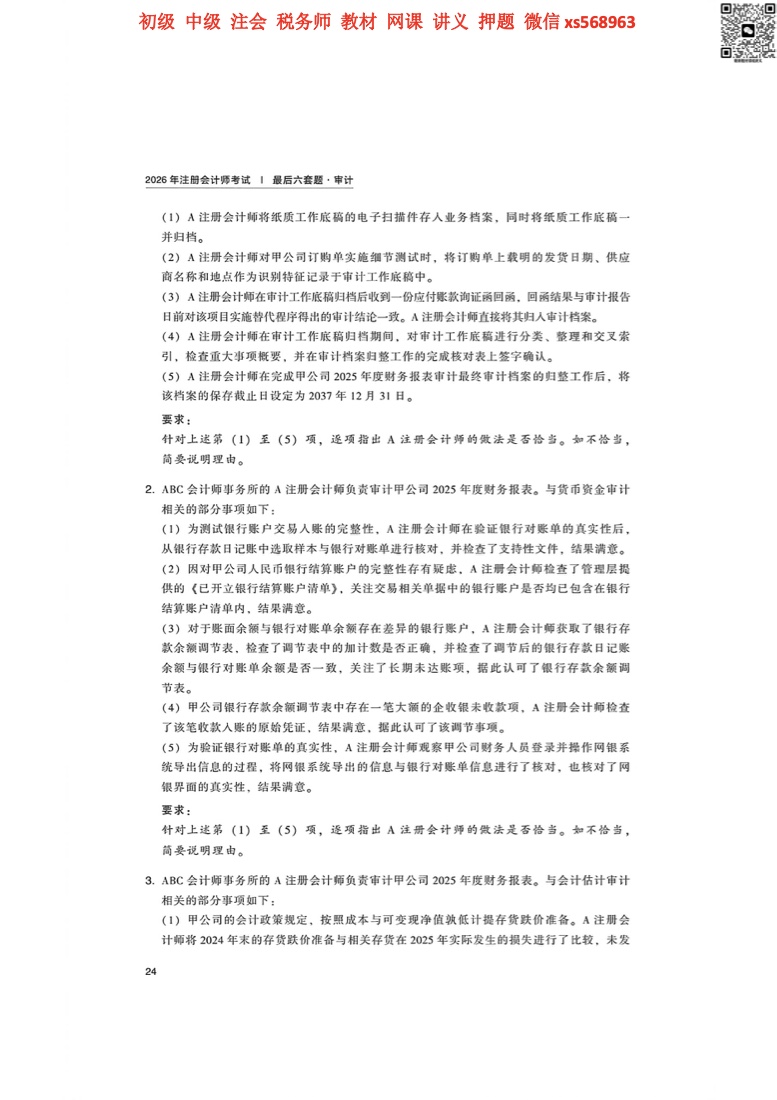 初级 中级 注会 税务师 教材 网课 讲义 押题 微信 xs568963
2026 年注册会计师考试 | 最后六套题·审计
(1) A 注册会计师将纸质工作底稿的电子扫描件存入业务档案，同时将纸质工作底稿一
并归档。
(2) A 注册会计师对甲公司订购单实施细节测试时，将订购单上载明的发货日期、供应
商名称和地点作为识别特征记录于审计工作底稿中。
(3) A 注册会计师在审计工作底稿归档后收到一份应付账款询证函回函，回函结果与审计报告
日前对该项目实施替代程序得出的审计结论一致。A 注册会计师直接将其归入审计档案。
(4) A 注册会计师在审计工作底稿归档期间，对审计工作底稿进行分类、整理和交叉索
引，检查重大事项概要，并在审计档案归整工作的完成核对表上签字确认。
(5) A 注册会计师在完成甲公司 2025 年度财务报表审计最终审计档案的归整工作后，将
该档案的保存截止日设定为 2037 年 12 月 31 日。
要求：
针对上述第 (1) 至 (5) 项，逐项指出 A 注册会计师的做法是否恰当。如不恰当，
简要说明理由。
2. ABC 会计师事务所的 A 注册会计师负责审计甲公司 2025 年度财务报表。与货币资金审计
相关的部分事项如下：
(1) 为测试银行账户交易入账的完整性，A 注册会计师在验证银行对账单的真实性后，
从银行存款日记账中选取样本与银行对账单进行核对，并检查了支持性文件，结果满意。
(2) 因对甲公司人民币银行结算账户的完整性存有疑虑，A 注册会计师检查了管理层提
供的《已开立银行结算账户清单》，关注交易相关单据中的银行账户是否均已包含在银行
结算账户清单内，结果满意。
(3) 对于账面余额与银行对账单余额存在差异的银行账户，A 注册会计师获取了银行存
款余额调节表，检查了调节表中的加计数是否正确，并检查了调节后的银行存款日记账
余额与银行对账单余额是否一致，关注了长期未达账项，据此认可了银行存款余额调
节表。
(4) 甲公司银行存款余额调节表中存在一笔大额的企收银未收款项，A 注册会计师检查
了该笔收款入账的原始凭证，结果满意，据此认可了该调节事项。
(5) 为验证银行对账单的真实性，A 注册会计师观察甲公司财务人员登录并操作网银系
统导出信息的过程，将网银系统导出的信息与银行对账单信息进行了核对，也核对了网
银界面的真实性，结果满意。
要求：
针对上述第 (1) 至 (5) 项，逐项指出 A 注册会计师的做法是否恰当。如不恰当，
简要说明理由。
3. ABC 会计师事务所的 A 注册会计师负责审计甲公司 2025 年度财务报表。与会计估计审计
相关的部分事项如下：
(1) 甲公司的会计政策规定，按照成本与可变现净值孰低计提存货跌价准备。A 注册会
计师将 2024 年末的存货跌价准备与相关存货在 2025 年实际发生的损失进行了比较，未发
24